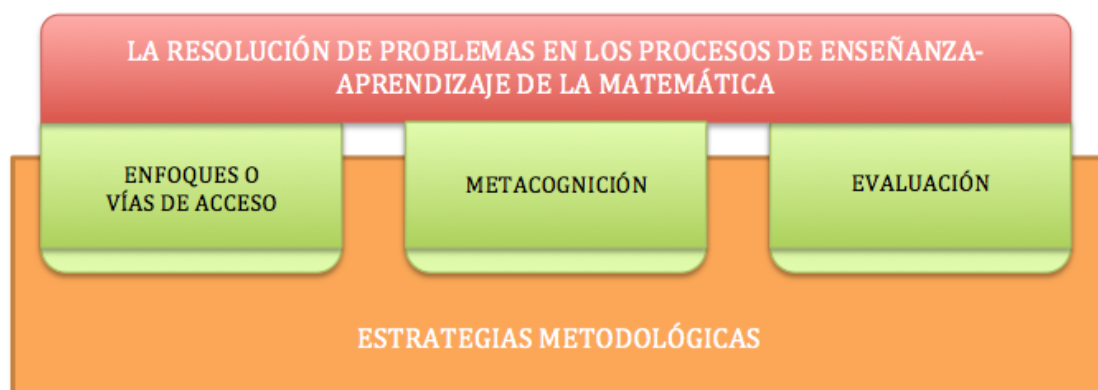 LA RESOLUCIÓN DE PROBLEMAS EN LOS PROCESOS DE ENSEÑANZA-
APRENDIZAJE DE LA MATEMÁTICA
ENFOQUES O
VÍAS DE ACCESO
METACOGNICIÓN
EVALUACIÓN
ESTRATEGIAS METODOLÓGICAS